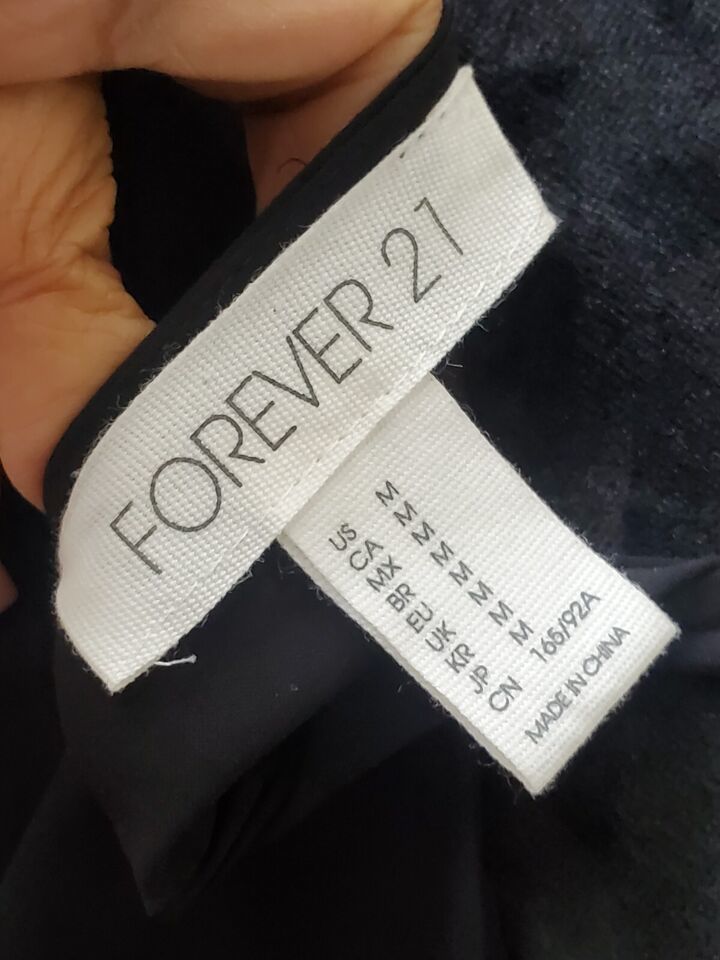 FOREVER 21
US M
CA M
MX M
BR M
EU M
UK M
KR M
JP M
CN 165/92A
MADE IN CHINA